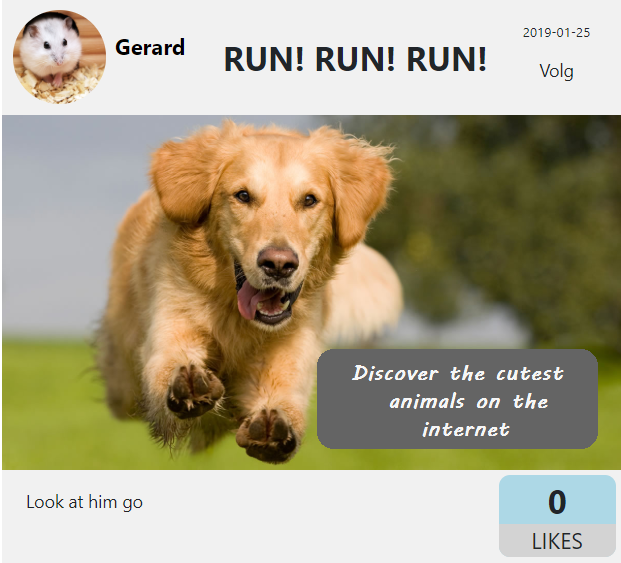 Gerard
RUN! RUN! RUN!
2019-01-25
Volg
Discover the cutest
animals on the
internet
Look at him go
0
LIKES